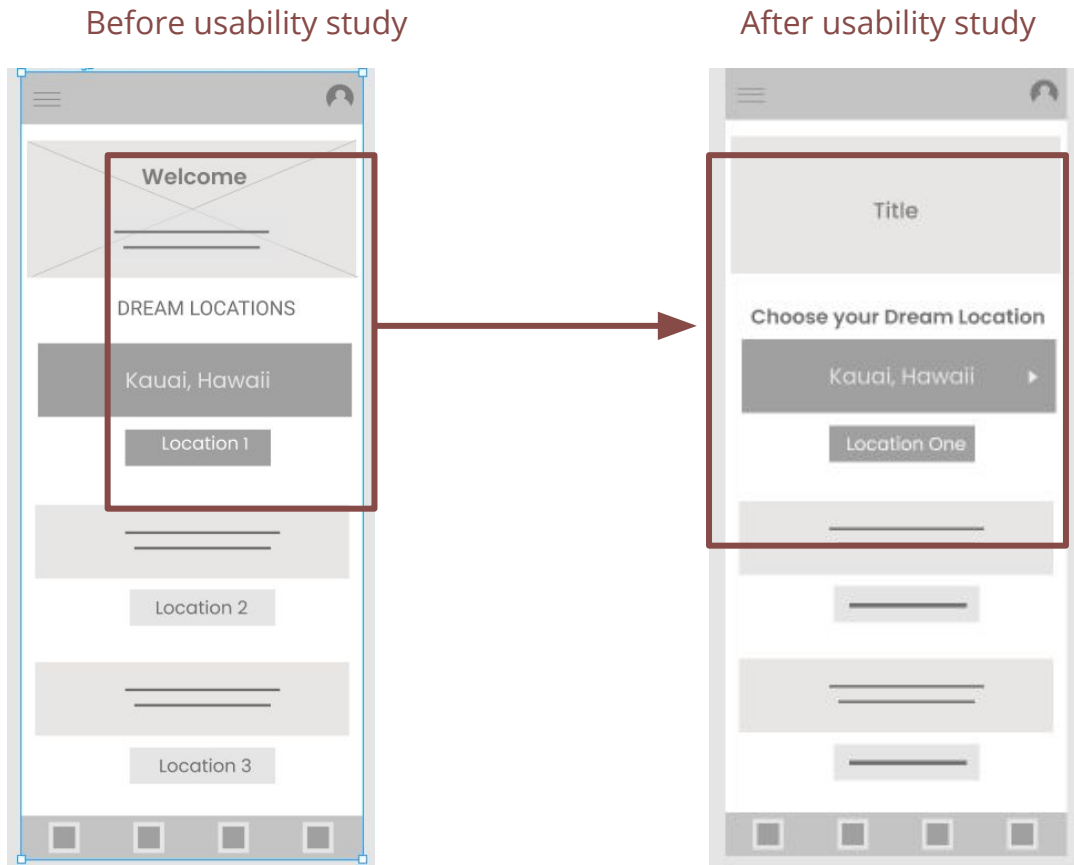 Before usability study
After usability study
Welcome
DREAM LOCATIONS
Kauai, Hawaii
Location 1
Location 2
Location 3
Title
Choose your Dream Location
Kauai, Hawaii
Location One